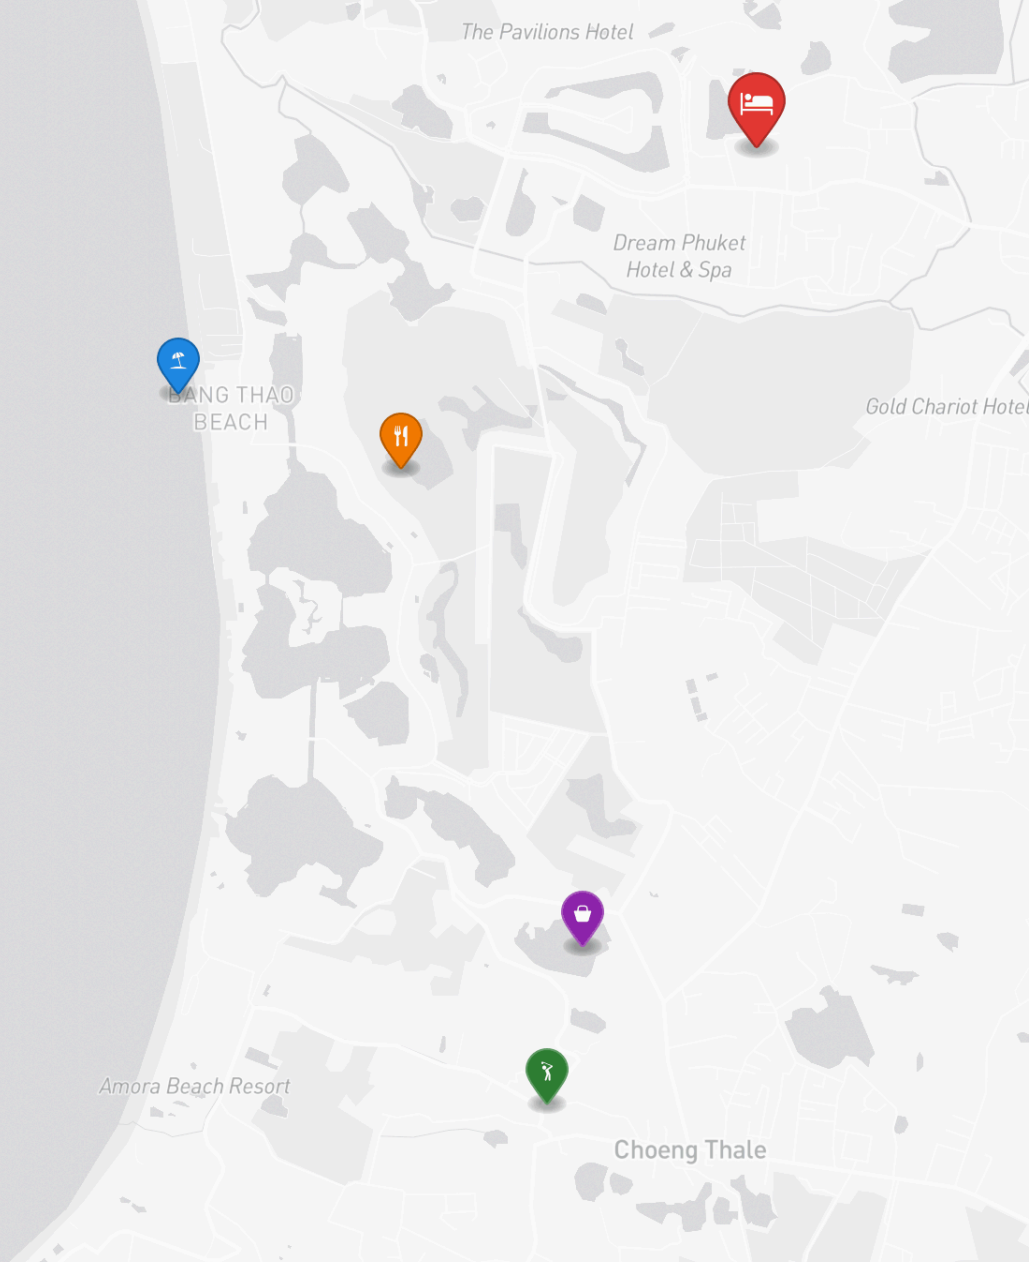 The Pavilions Hotel
Dream Phuket
Hotel & Spa
BANG THAO
BEACH
Gold Chariot Hotel
Amora Beach Resort
Choeng Thale